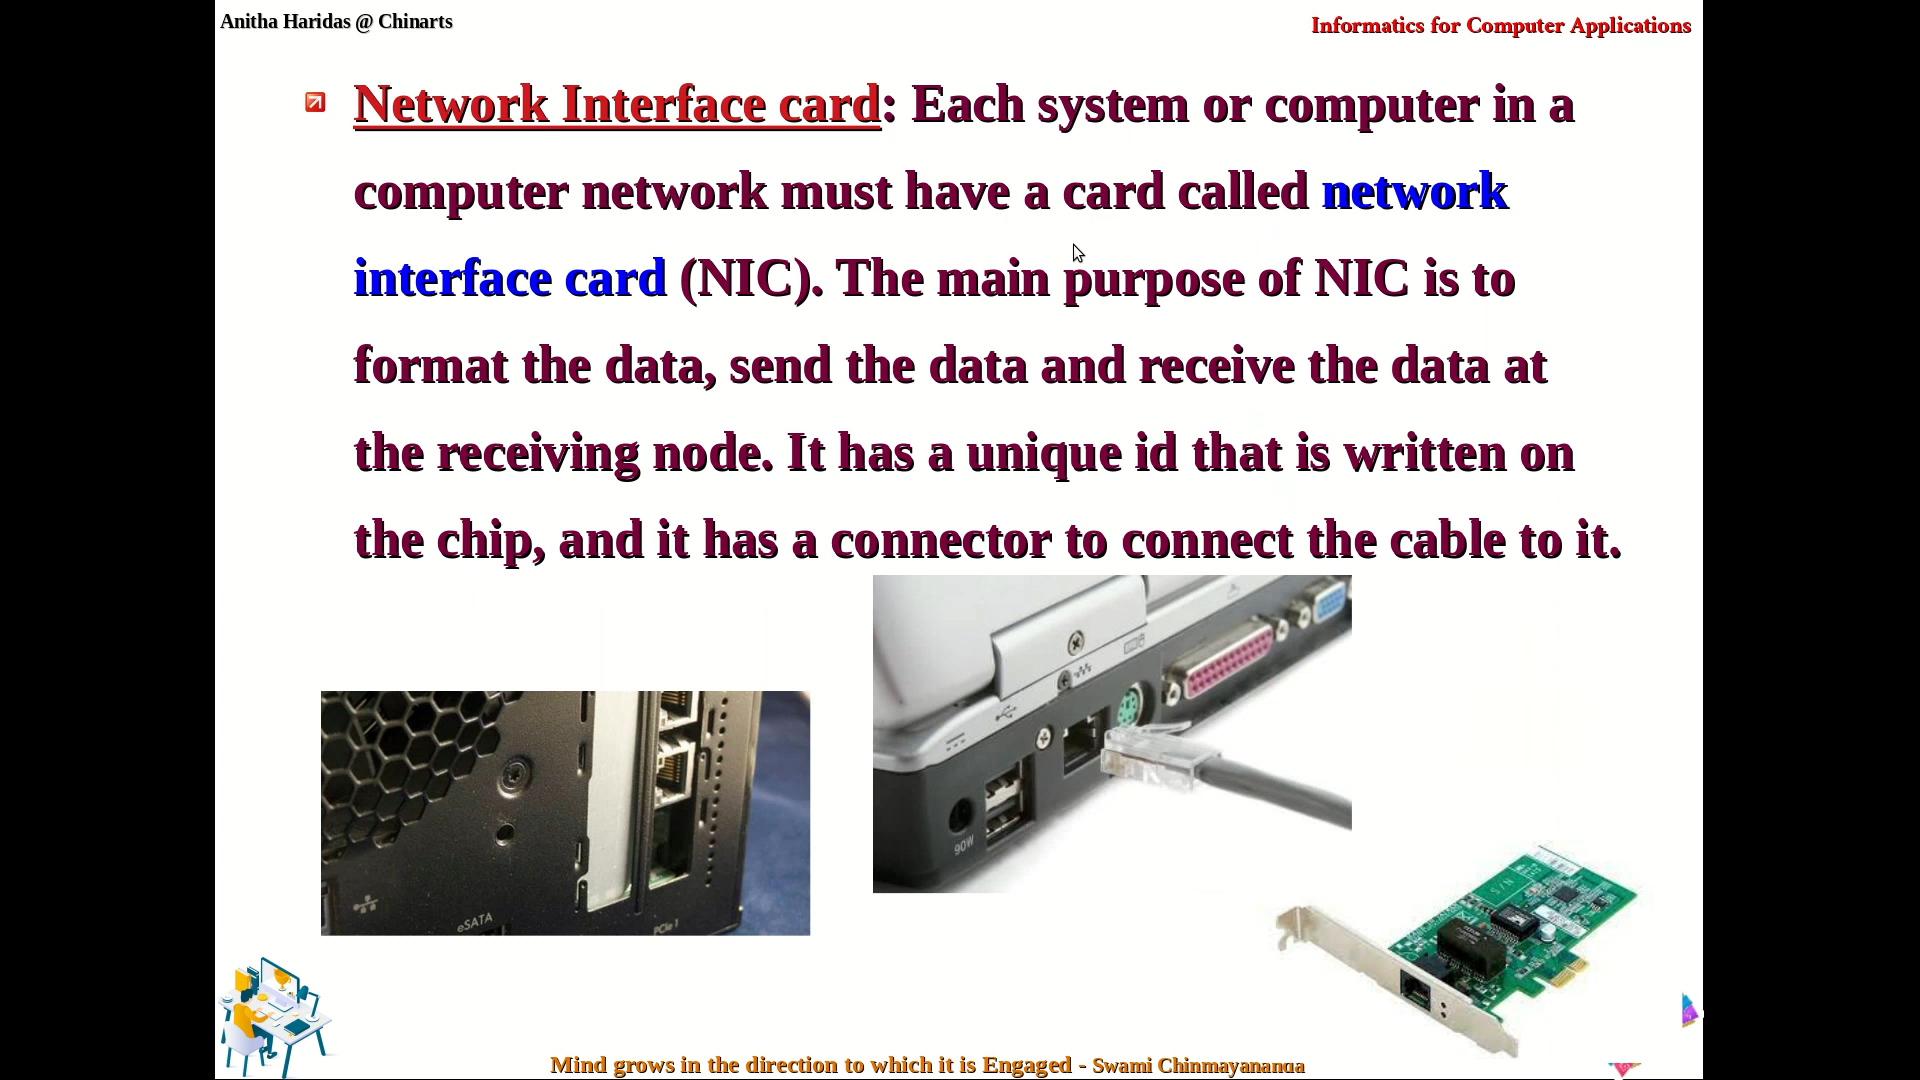 Anitha Haridas @ Chinarts
Informatics for Computer Applications
Network Interface card: Each system or computer in a
computer network must have a card called network
interface card (NIC). The main purpose of NIC is to
format the data, send the data and receive the data at
the receiving node. It has a unique id that is written on
the chip, and it has a connector to connect the cable to it.
90W
eSATA
PCIe 1
S/N
Mind grows in the direction to which it is Engaged - Swami Chinmayananda